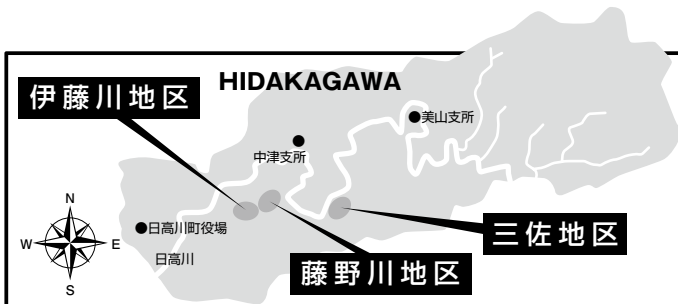 HIDAKAGAWA
伊藤川地区
●美山支所
中津支所
N
W E
S
●日高川町役場
日高川
三佐地区
藤野川地区